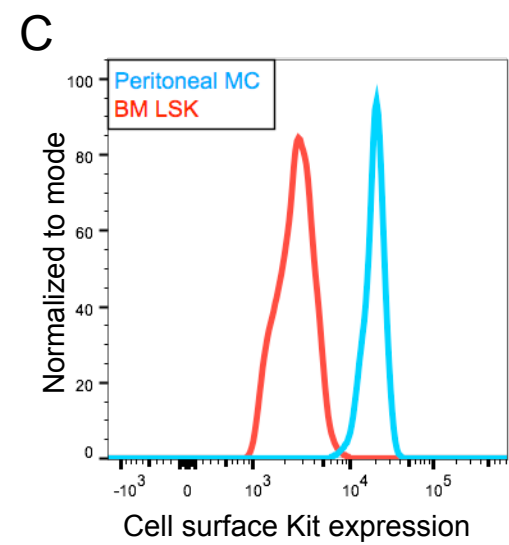 C
Peritoneal MC
BM LSK
Normalized to mode
100
80
60
40
20
0
-10³ 0 10³ 10⁴ 10⁵
Cell surface Kit expression